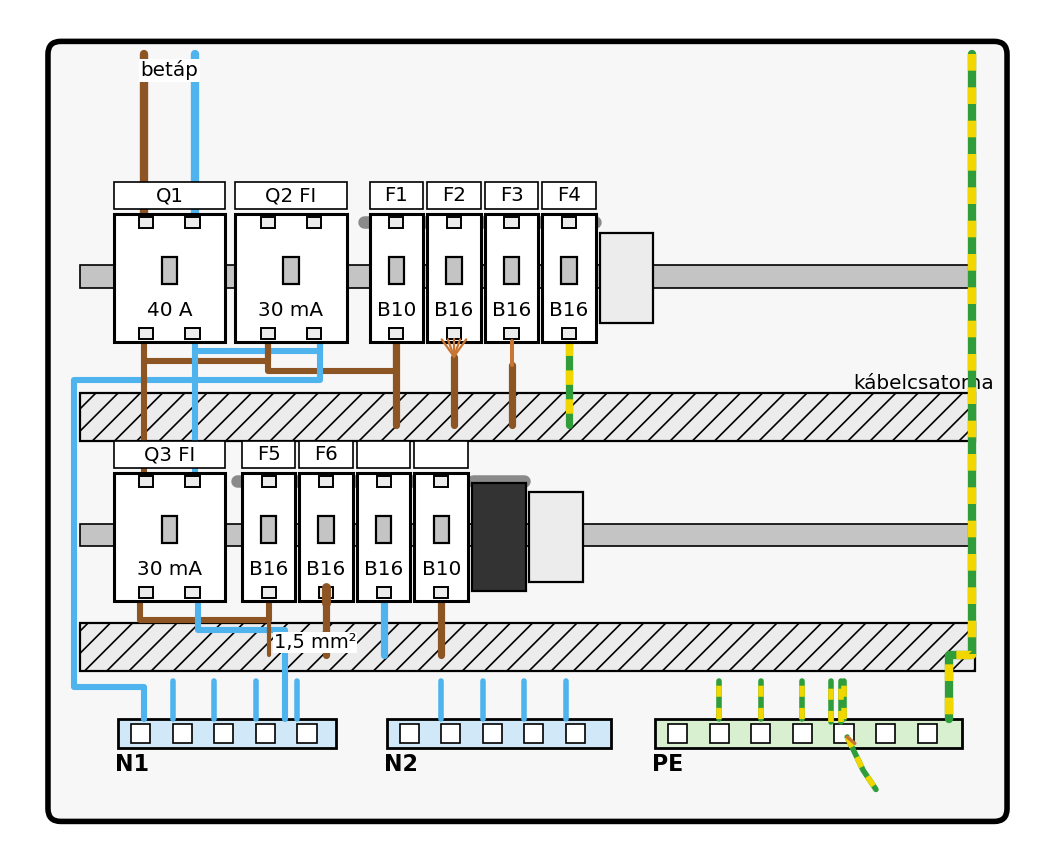 betáp
Q1
Q2 FI
F1
F2
F3
F4
40 A
30 mA
B10
B16
B16
B16
kábelcsatorna
Q3 FI
F5
F6
30 mA
B16
B16
B16
B10
1,5 mm²
N1
N2
PE